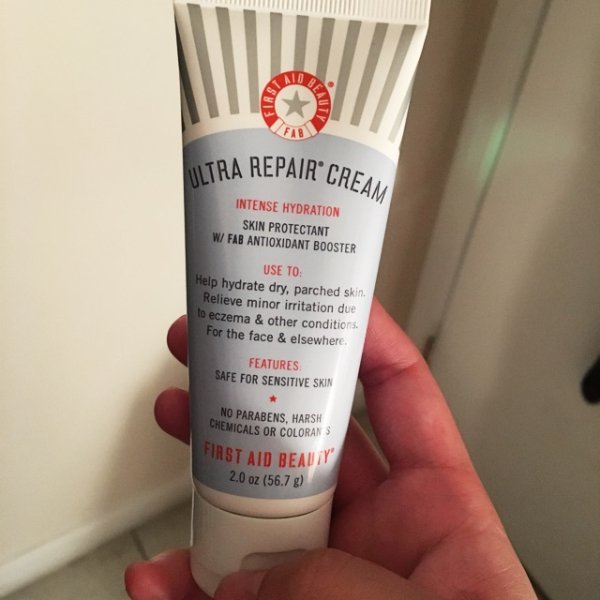 FIRST AID BEAUTY®
FAB
ULTRA REPAIR® CREAM
INTENSE HYDRATION
SKIN PROTECTANT
W/ FAB ANTIOXIDANT BOOSTER
USE TO:
Help hydrate dry, parched skin.
Relieve minor irritation due
to eczema & other conditions.
For the face & elsewhere.
FEATURES:
SAFE FOR SENSITIVE SKIN
NO PARABENS, HARSH
CHEMICALS OR COLORANTS
FIRST AID BEAUTY®
2.0 oz (56.7 g)